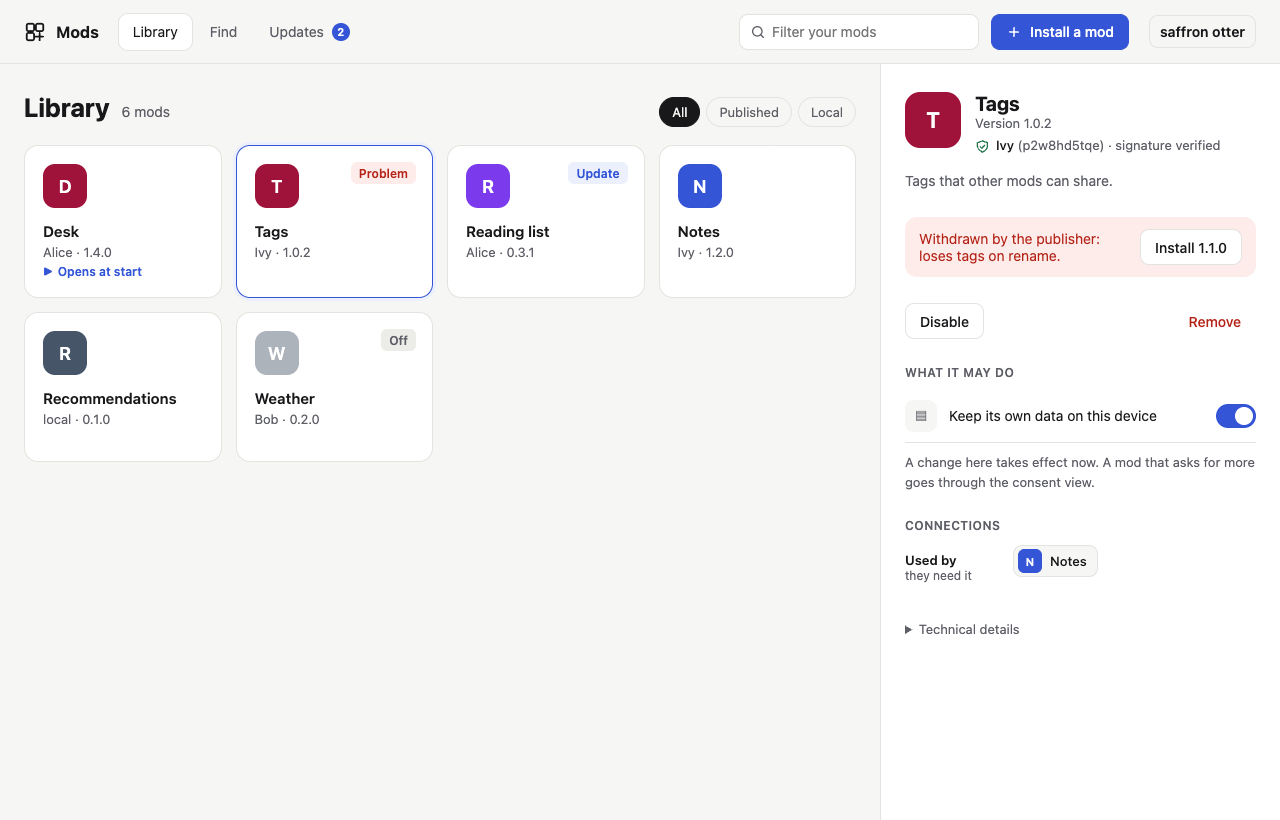 Mods
Library
Find
Updates 2
Filter your mods
+ Install a mod
saffron otter
Library 6 mods
All
Published
Local
D
Desk
Alice · 1.4.0
Opens at start
T
Problem
Tags
Ivy · 1.0.2
R
Update
Reading list
Alice · 0.3.1
N
Notes
Ivy · 1.2.0
R
Recommendations
local · 0.1.0
W
Off
Weather
Bob · 0.2.0
T
Tags
Version 1.0.2
Ivy (p2w8hd5tqe) · signature verified
Tags that other mods can share.
Withdrawn by the publisher:
loses tags on rename.
Install 1.1.0
Disable
Remove
WHAT IT MAY DO
Keep its own data on this device
A change here takes effect now. A mod that asks for more
goes through the consent view.
CONNECTIONS
Used by
they need it
N Notes
Technical details